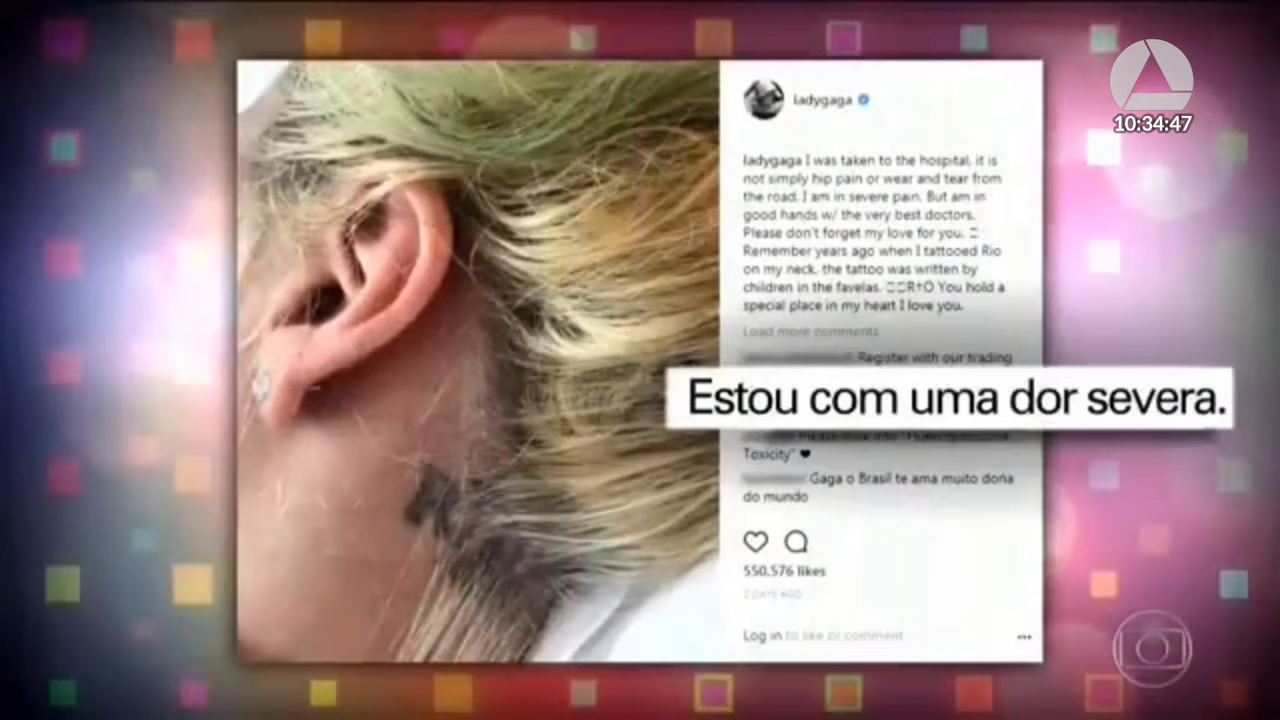 10:34:47
ladygaga
ladygaga I was taken to the hospital, it is
not simply hip pain or wear and tear from
the road, I am in severe pain. But am in
good hands w/ the very best doctors.
Please don't forget my love for you.
Remember years ago when I tattooed Rio
on my neck, the tattoo was written by
children in the favelas. R†O You hold a
special place in my heart I love you.
Load more comments
Register with our trading
Estou com uma dor severa.
Toxicity" ♥
Gaga o Brasil te ama muito dona
do mundo
550,576 likes
2 DAYS AGO
Log in to like or comment